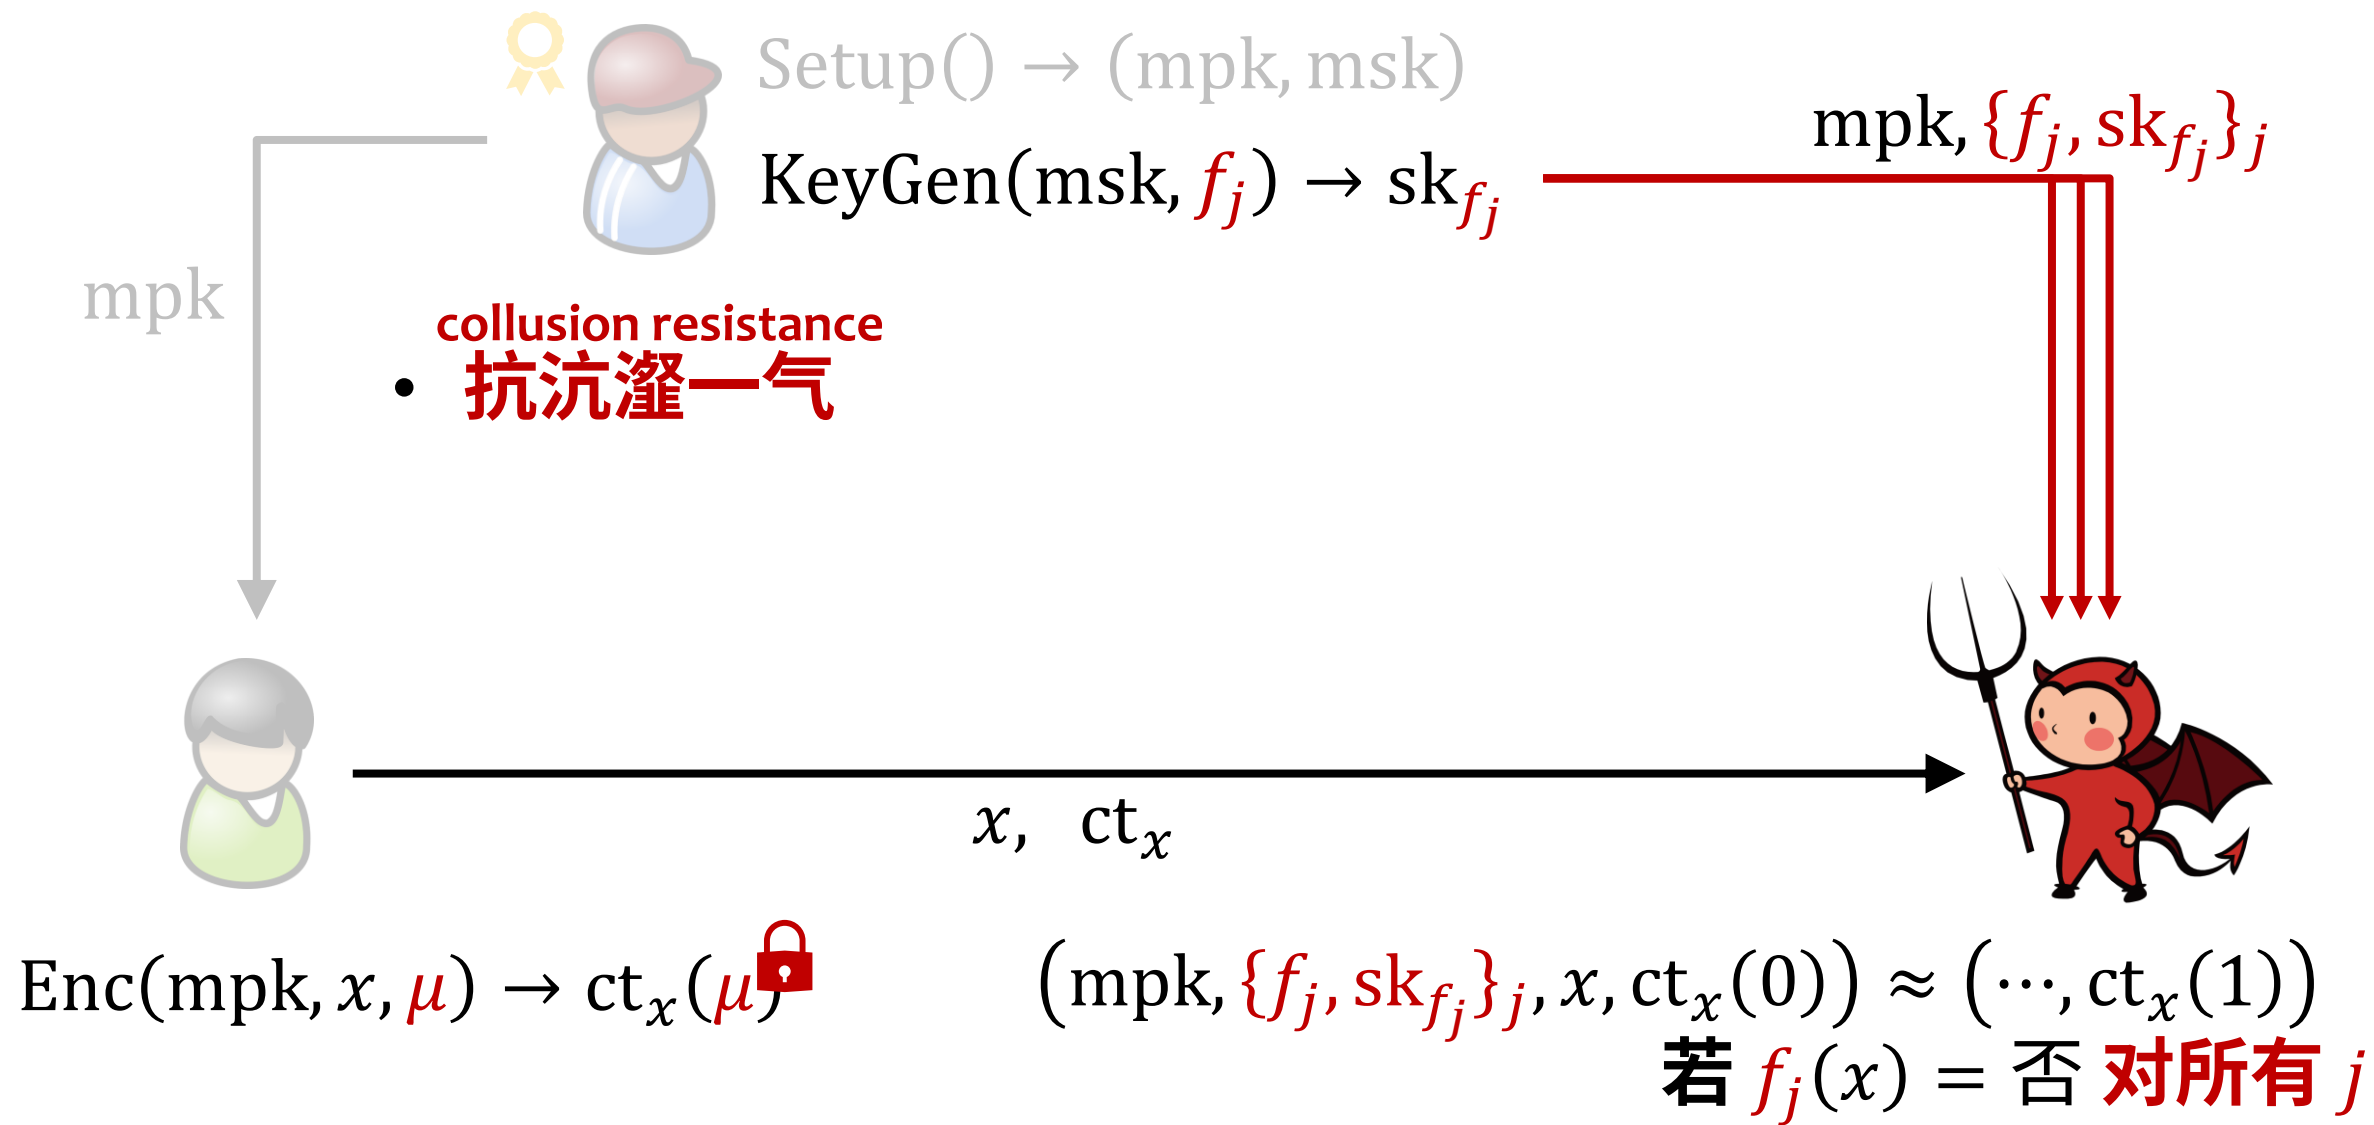 Setup() → (mpk, msk)
KeyGen(msk, f_j) → sk_{f_j}
mpk, {f_j, sk_{f_j}}_j
mpk
collusion resistance
• 抗沆瀣一气
x, ct_x
Enc(mpk, x, μ) → ct_x(μ)
(mpk, {f_j, sk_{f_j}}_j, x, ct_x(0)) ≈ (⋯, ct_x(1))
若 f_j(x) = 否 对所有 j